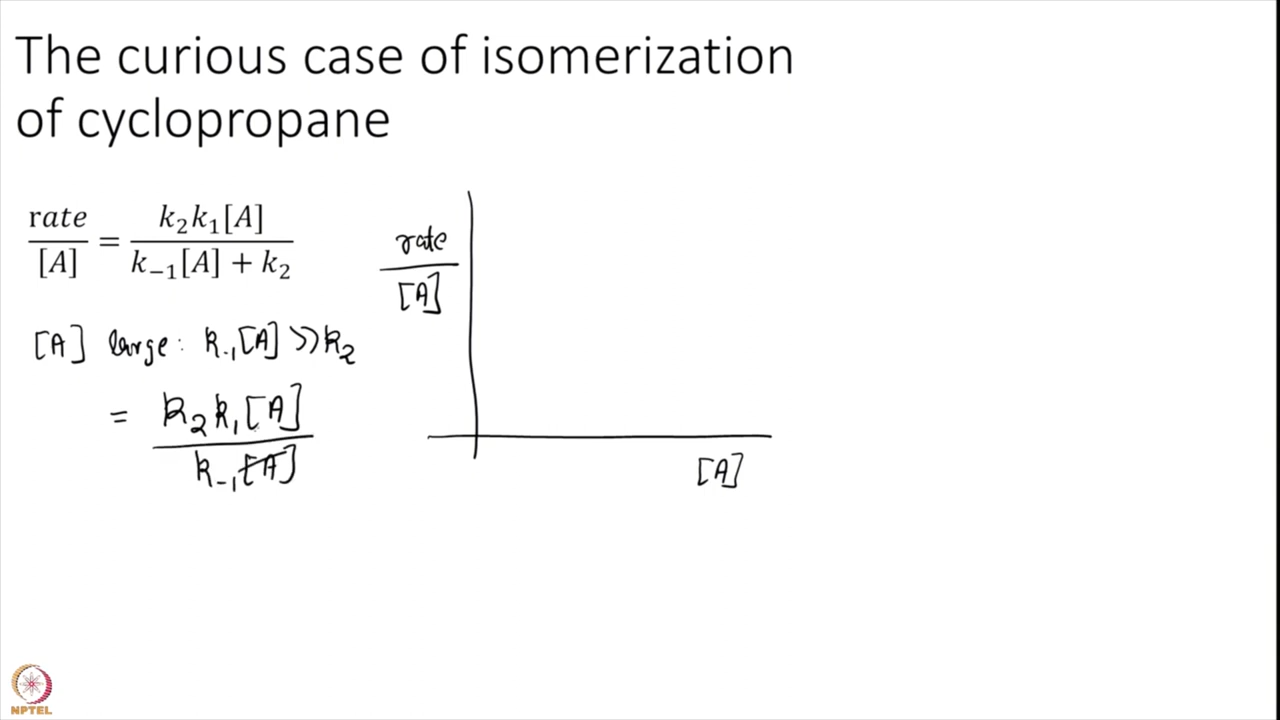 The curious case of isomerization
of cyclopropane
rate/[A] = k₂k₁[A]/(k₋₁[A] + k₂)
[A] large: k₋₁[A] >> k₂
= k₂k₁[A]/k₋₁[A]
rate/[A]
[A]
NPTEL